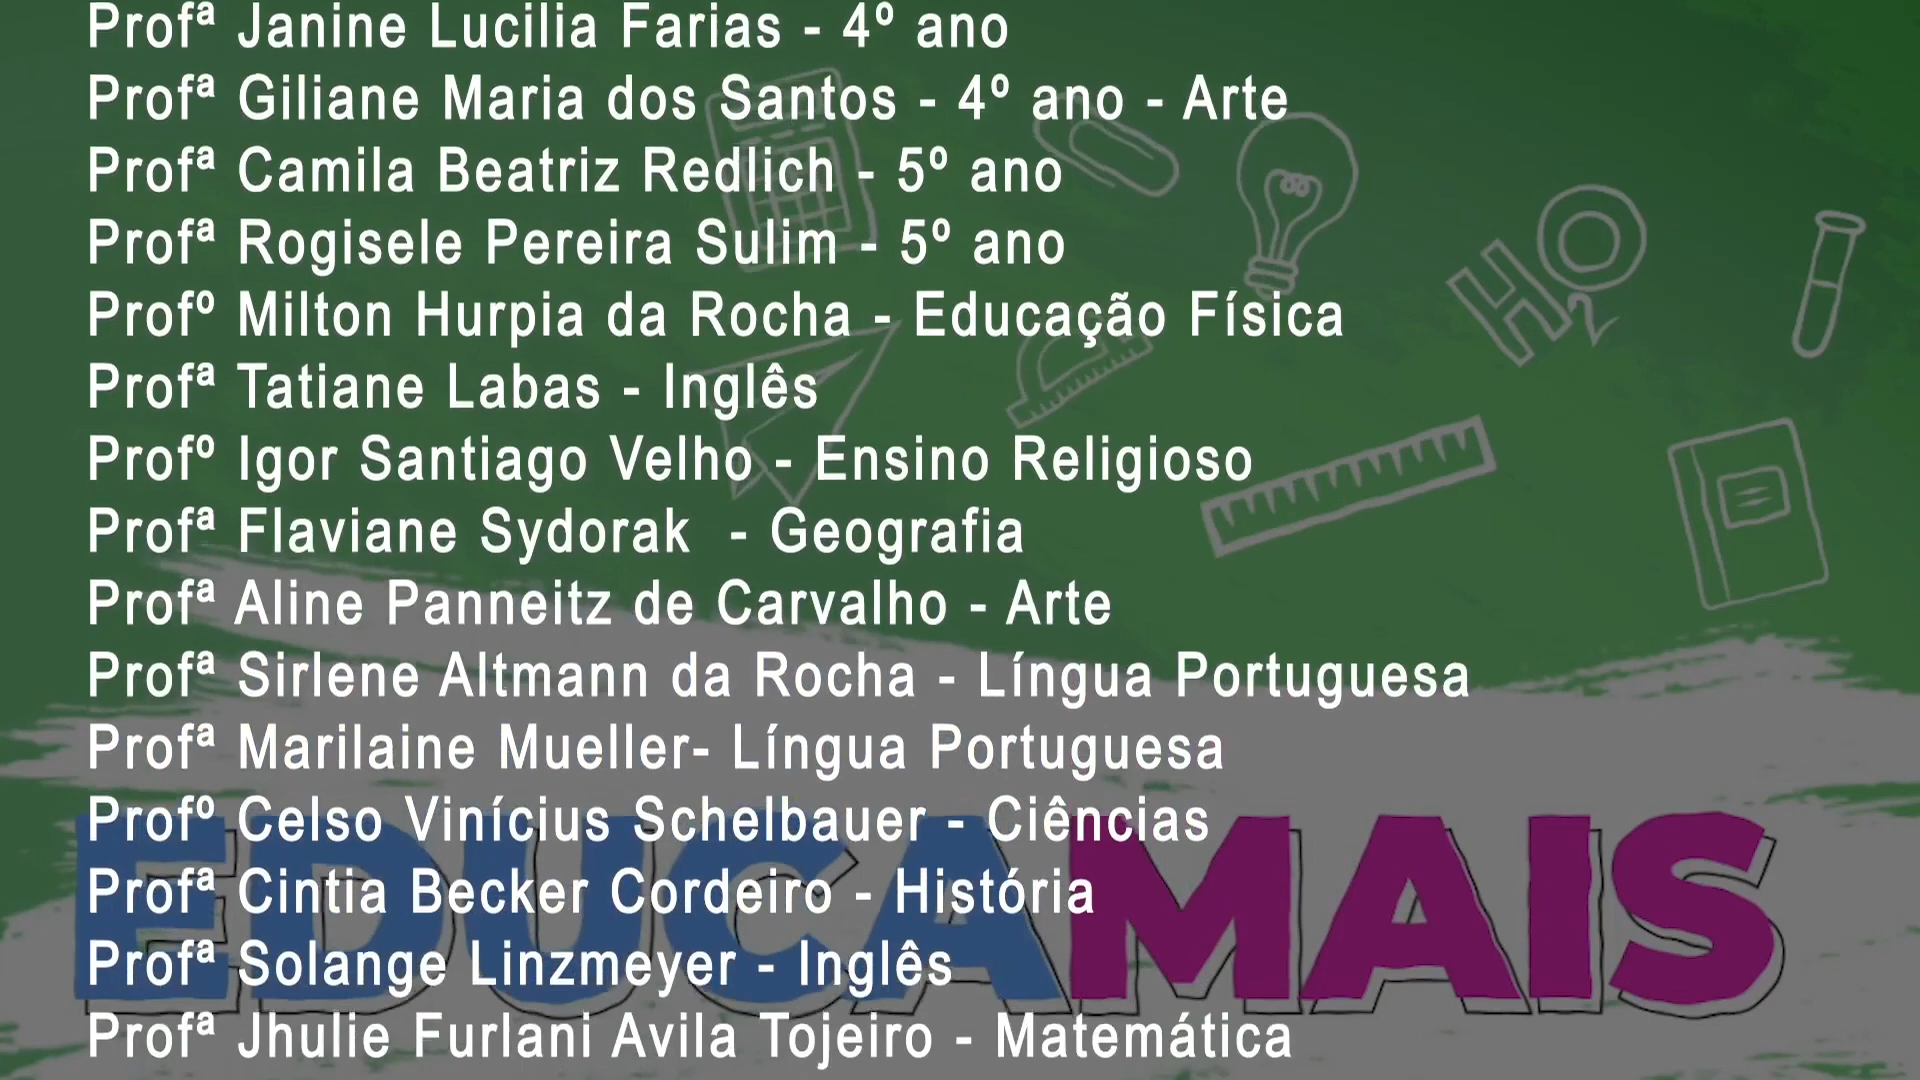 Profª Janine Lucilia Farias - 4º ano
Profª Giliane Maria dos Santos - 4º ano - Arte
Profª Camila Beatriz Redlich - 5º ano
Profª Rogisele Pereira Sulim - 5º ano
Profº Milton Hurpia da Rocha - Educação Física
Profª Tatiane Labas - Inglês
Profº Igor Santiago Velho - Ensino Religioso
Profª Flaviane Sydorak  - Geografia
Profª Aline Panneitz de Carvalho - Arte
Profª Sirlene Altmann da Rocha - Língua Portuguesa
Profª Marilaine Mueller- Língua Portuguesa
Profº Celso Vinícius Schelbauer - Ciências
Profª Cintia Becker Cordeiro - História
Profª Solange Linzmeyer - Inglês
Profª Jhulie Furlani Avila Tojeiro - Matemática
H2O
EDUCAMAIS